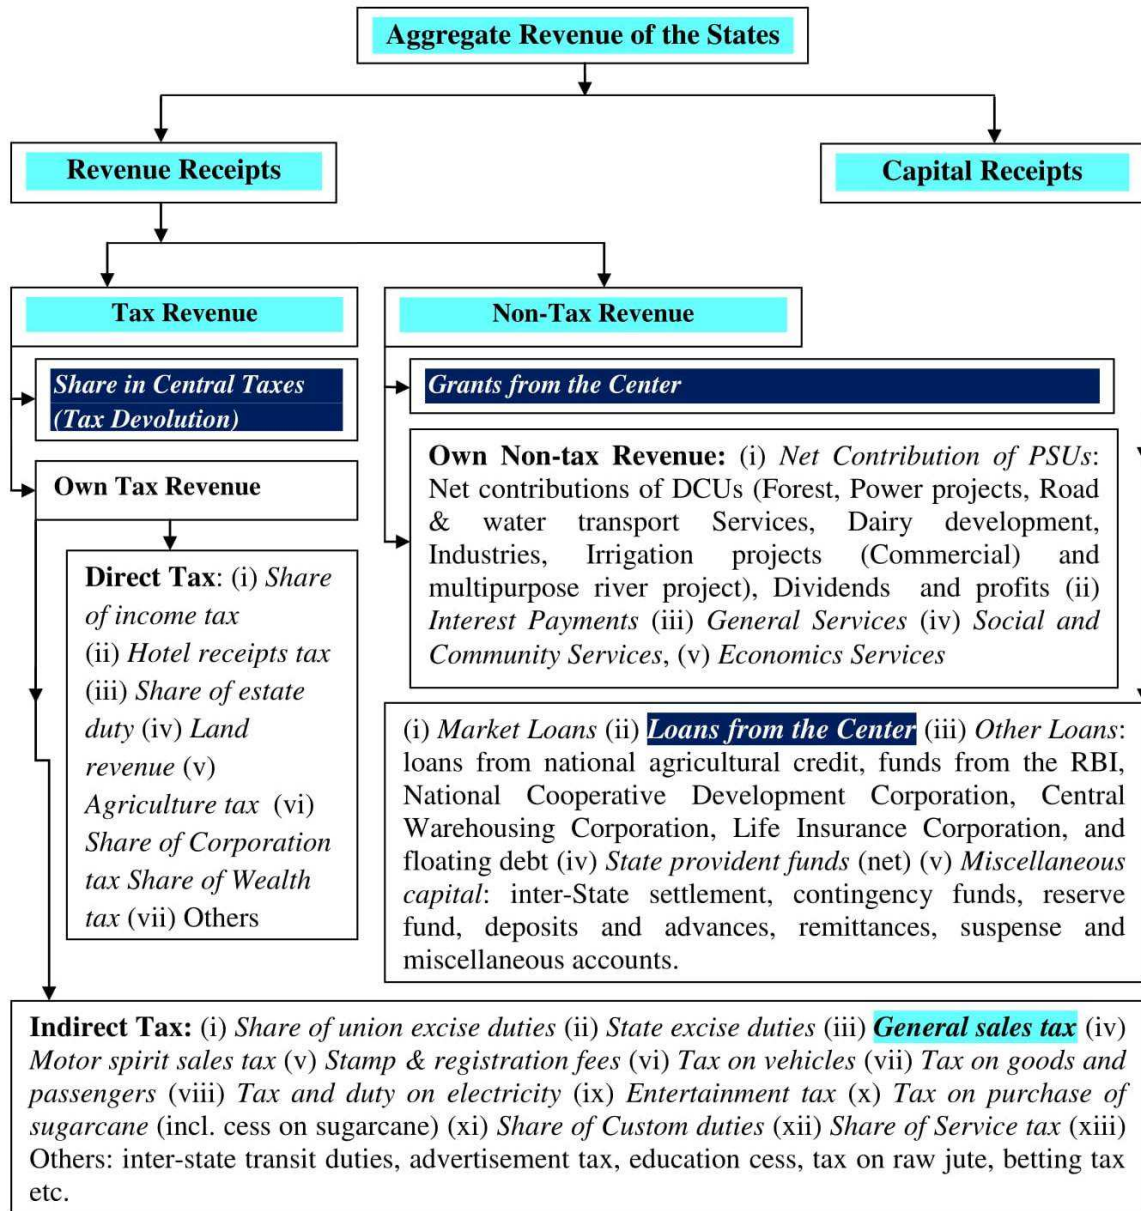 Aggregate Revenue of the States
Revenue Receipts
Capital Receipts
Tax Revenue
Non-Tax Revenue
Share in Central Taxes
(Tax Devolution)
Grants from the Center
Own Tax Revenue
Own Non-tax Revenue: (i) Net Contribution of PSUs:
Net contributions of DCUs (Forest, Power projects, Road
& water transport Services, Dairy development,
Industries, Irrigation projects (Commercial) and
multipurpose river project), Dividends and profits (ii)
Interest Payments (iii) General Services (iv) Social and
Community Services, (v) Economics Services
Direct Tax: (i) Share
of income tax
(ii) Hotel receipts tax
(iii) Share of estate
duty (iv) Land
revenue (v)
Agriculture tax (vi)
Share of Corporation
tax Share of Wealth
tax (vii) Others
(i) Market Loans (ii) Loans from the Center (iii) Other Loans:
loans from national agricultural credit, funds from the RBI,
National Cooperative Development Corporation, Central
Warehousing Corporation, Life Insurance Corporation, and
floating debt (iv) State provident funds (net) (v) Miscellaneous
capital: inter-State settlement, contingency funds, reserve
fund, deposits and advances, remittances, suspense and
miscellaneous accounts.
Indirect Tax: (i) Share of union excise duties (ii) State excise duties (iii) General sales tax (iv)
Motor spirit sales tax (v) Stamp & registration fees (vi) Tax on vehicles (vii) Tax on goods and
passengers (viii) Tax and duty on electricity (ix) Entertainment tax (x) Tax on purchase of
sugarcane (incl. cess on sugarcane) (xi) Share of Custom duties (xii) Share of Service tax (xiii)
Others: inter-state transit duties, advertisement tax, education cess, tax on raw jute, betting tax
etc.